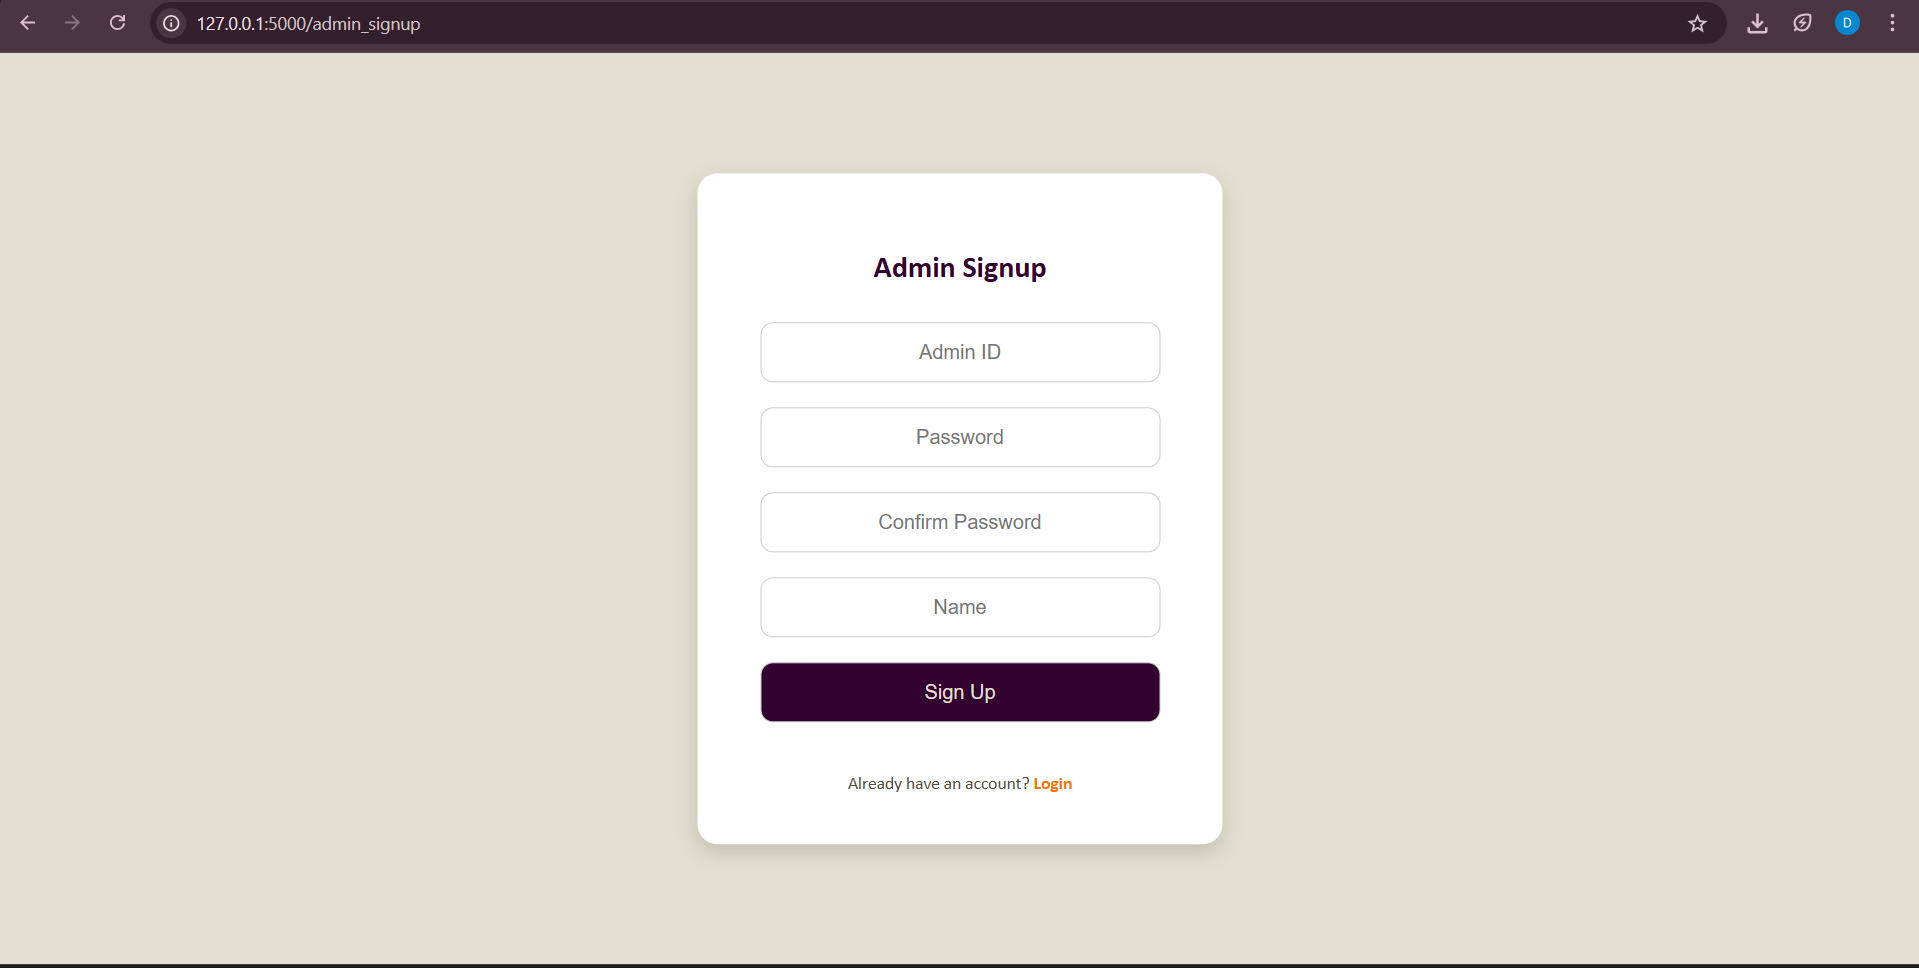 127.0.0.1:5000/admin_signup
D
Admin Signup
Admin ID
Password
Confirm Password
Name
Sign Up
Already have an account? Login